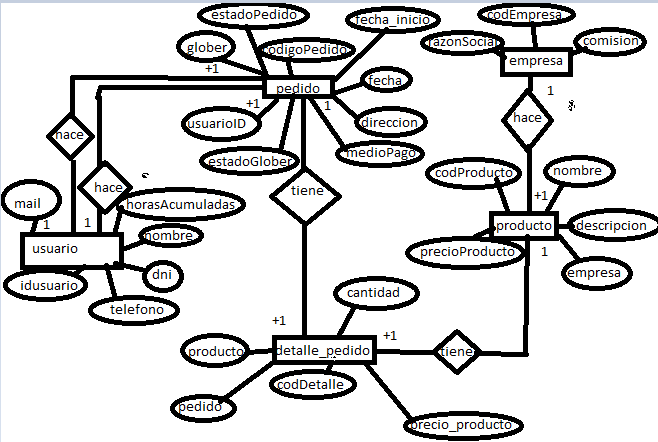 estadoPedido
fecha_inicio
codEmpresa
glober
codigoPedido
razonSocial
comision
empresa
+1
fecha
pedido
1
+1
1
usuarioID
direccion
hace
hace
estadoGlober
medioPago
codProducto
nombre
tiene
hace
mail
horasAcumuladas
+1
1
1
nombre
producto
descripcion
usuario
precioProducto
1
idusuario
dni
empresa
telefono
cantidad
+1
+1
producto
detalle_pedido
tiene
codDetalle
pedido
precio_producto